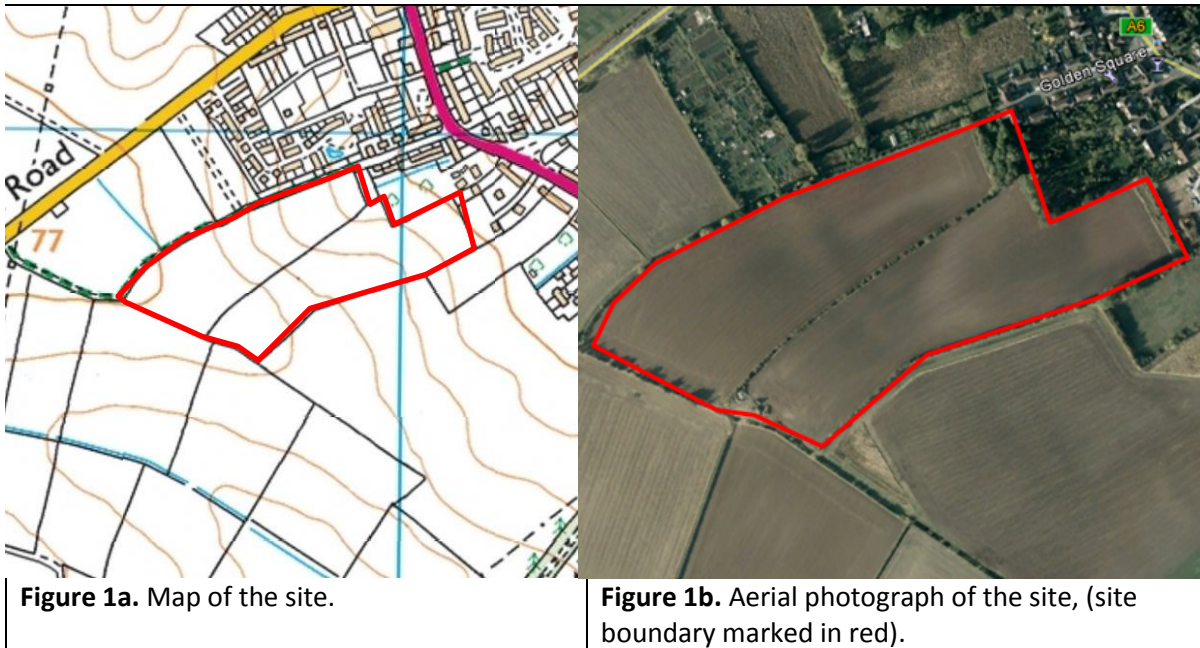 Road
77
A6
Golden Square
Figure 1a. Map of the site.
Figure 1b. Aerial photograph of the site, (site
boundary marked in red).